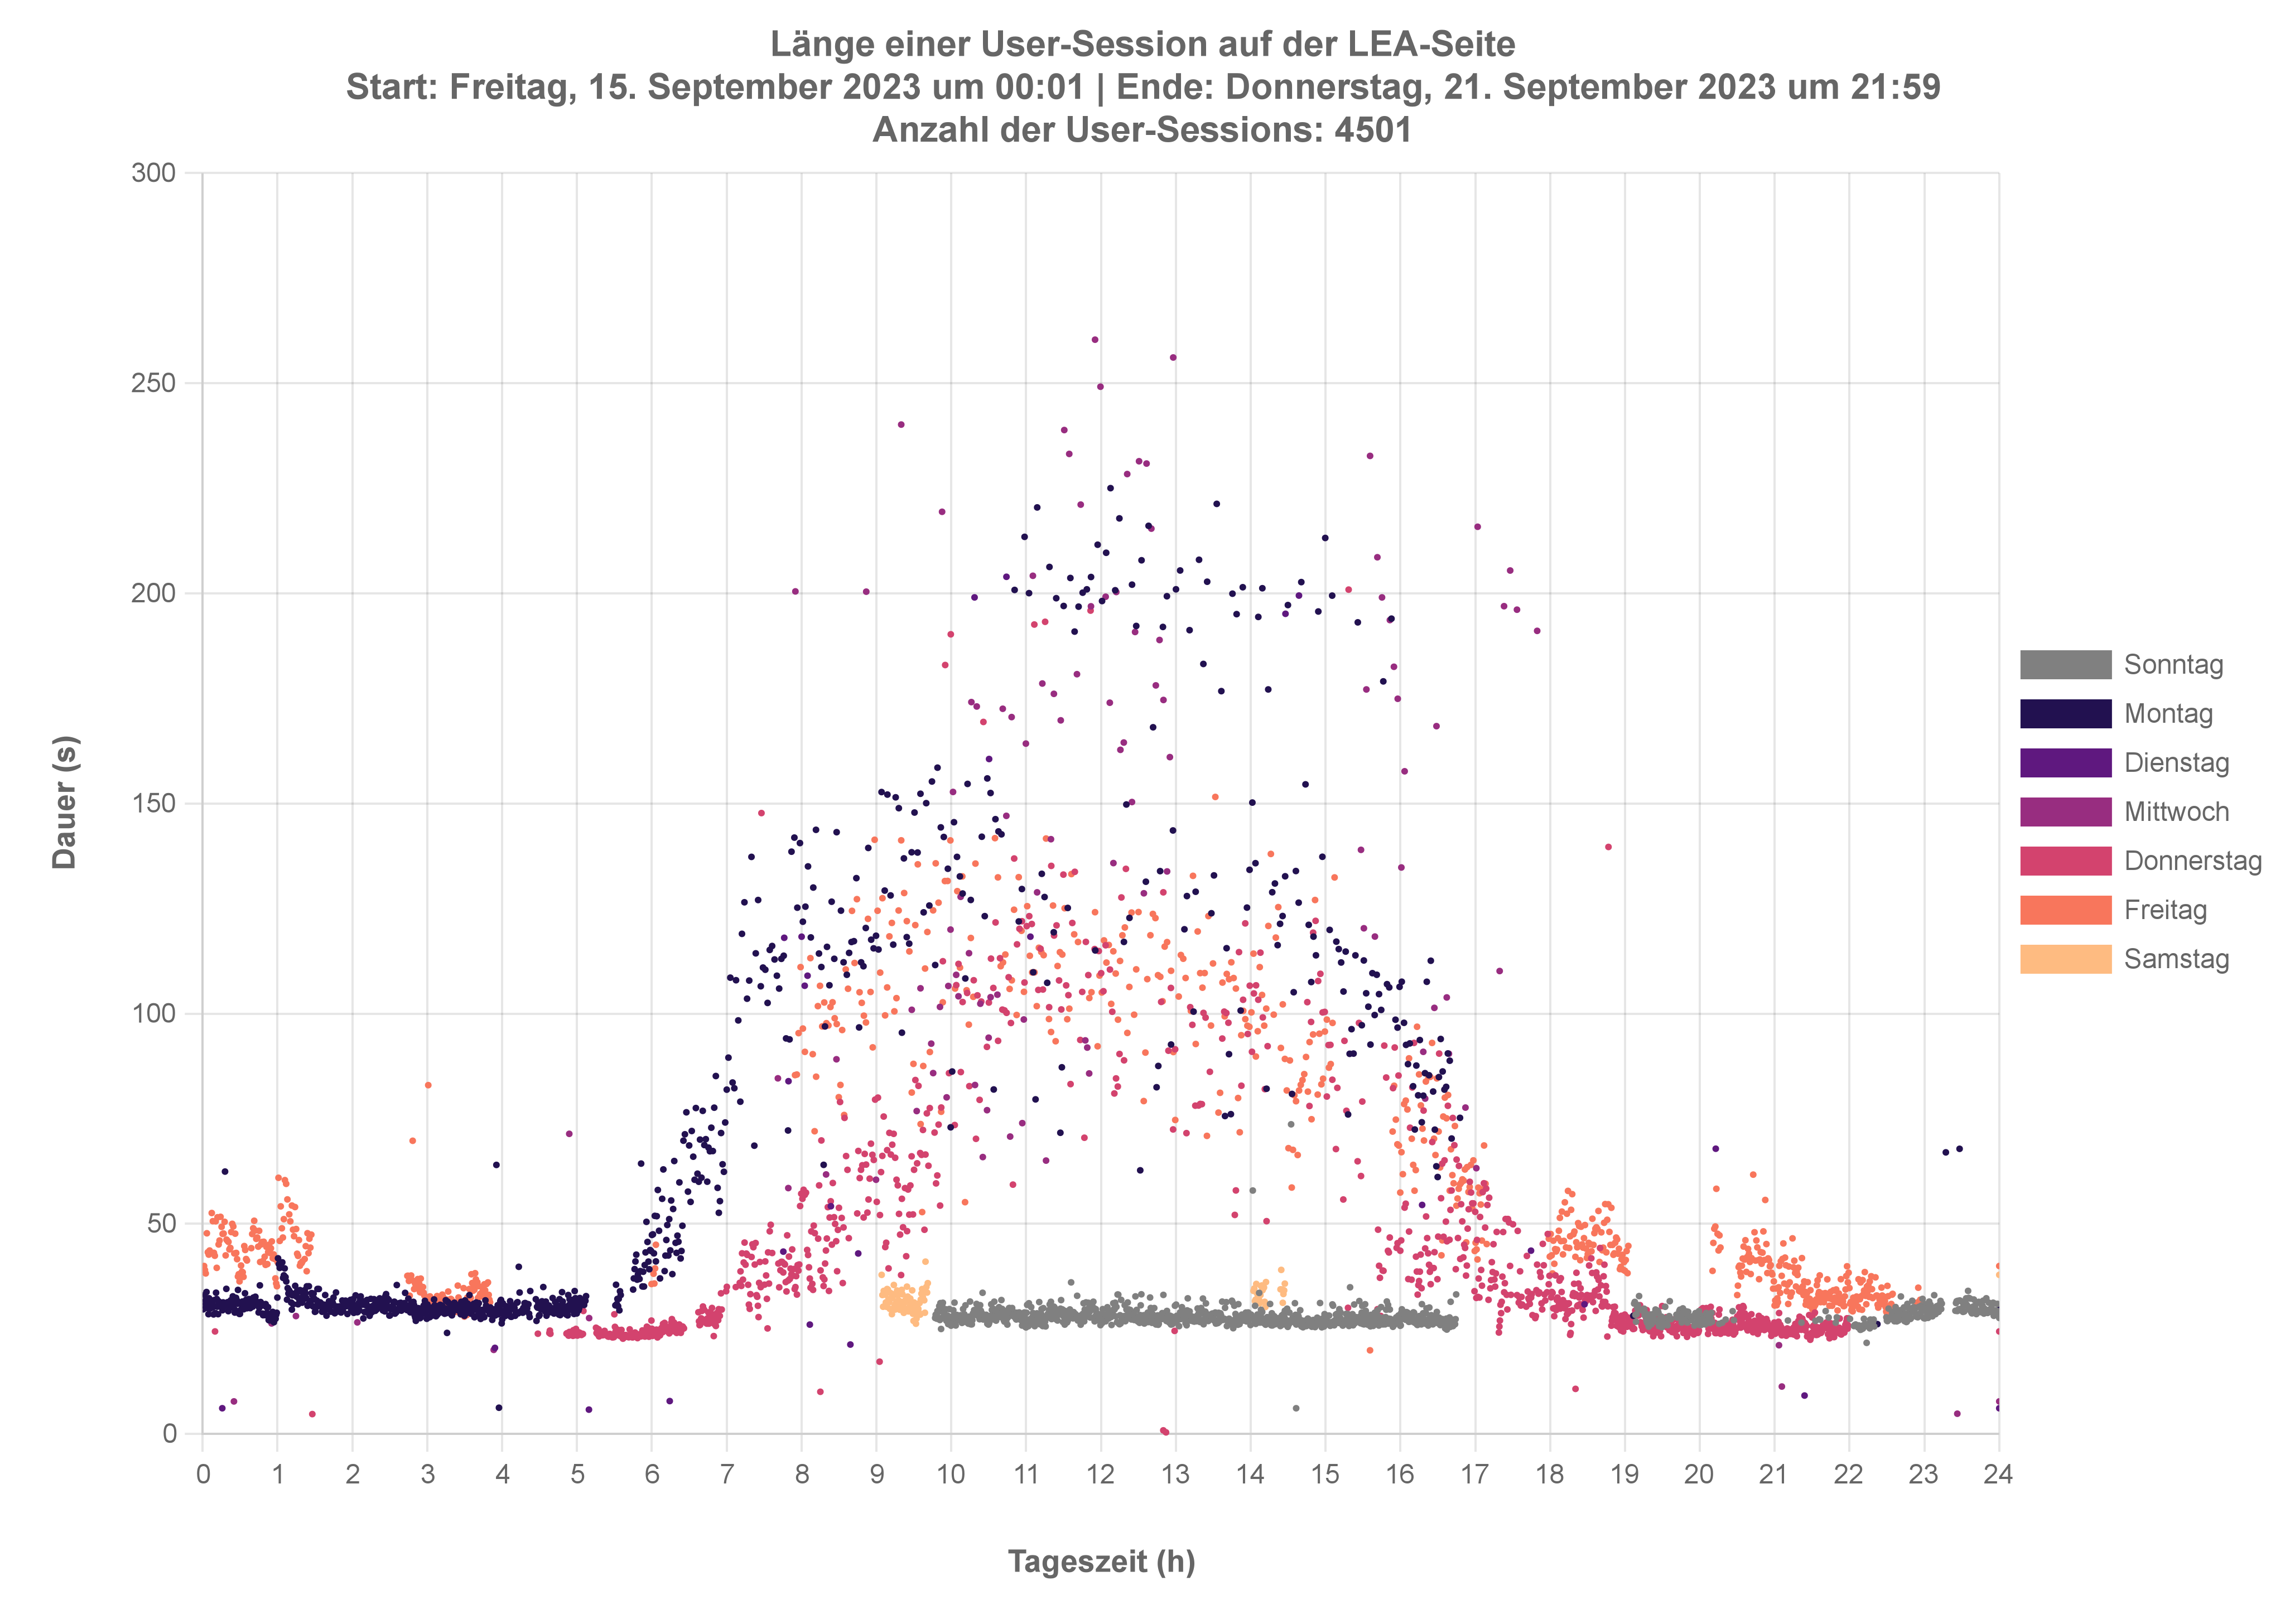 Länge einer User-Session auf der LEA-Seite
Start: Freitag, 15. September 2023 um 00:01 | Ende: Donnerstag, 21. September 2023 um 21:59
Anzahl der User-Sessions: 4501
300
250
200
150
100
50
0
Dauer (s)
0 1 2 3 4 5 6 7 8 9 10 11 12 13 14 15 16 17 18 19 20 21 22 23 24
Tageszeit (h)
Sonntag
Montag
Dienstag
Mittwoch
Donnerstag
Freitag
Samstag